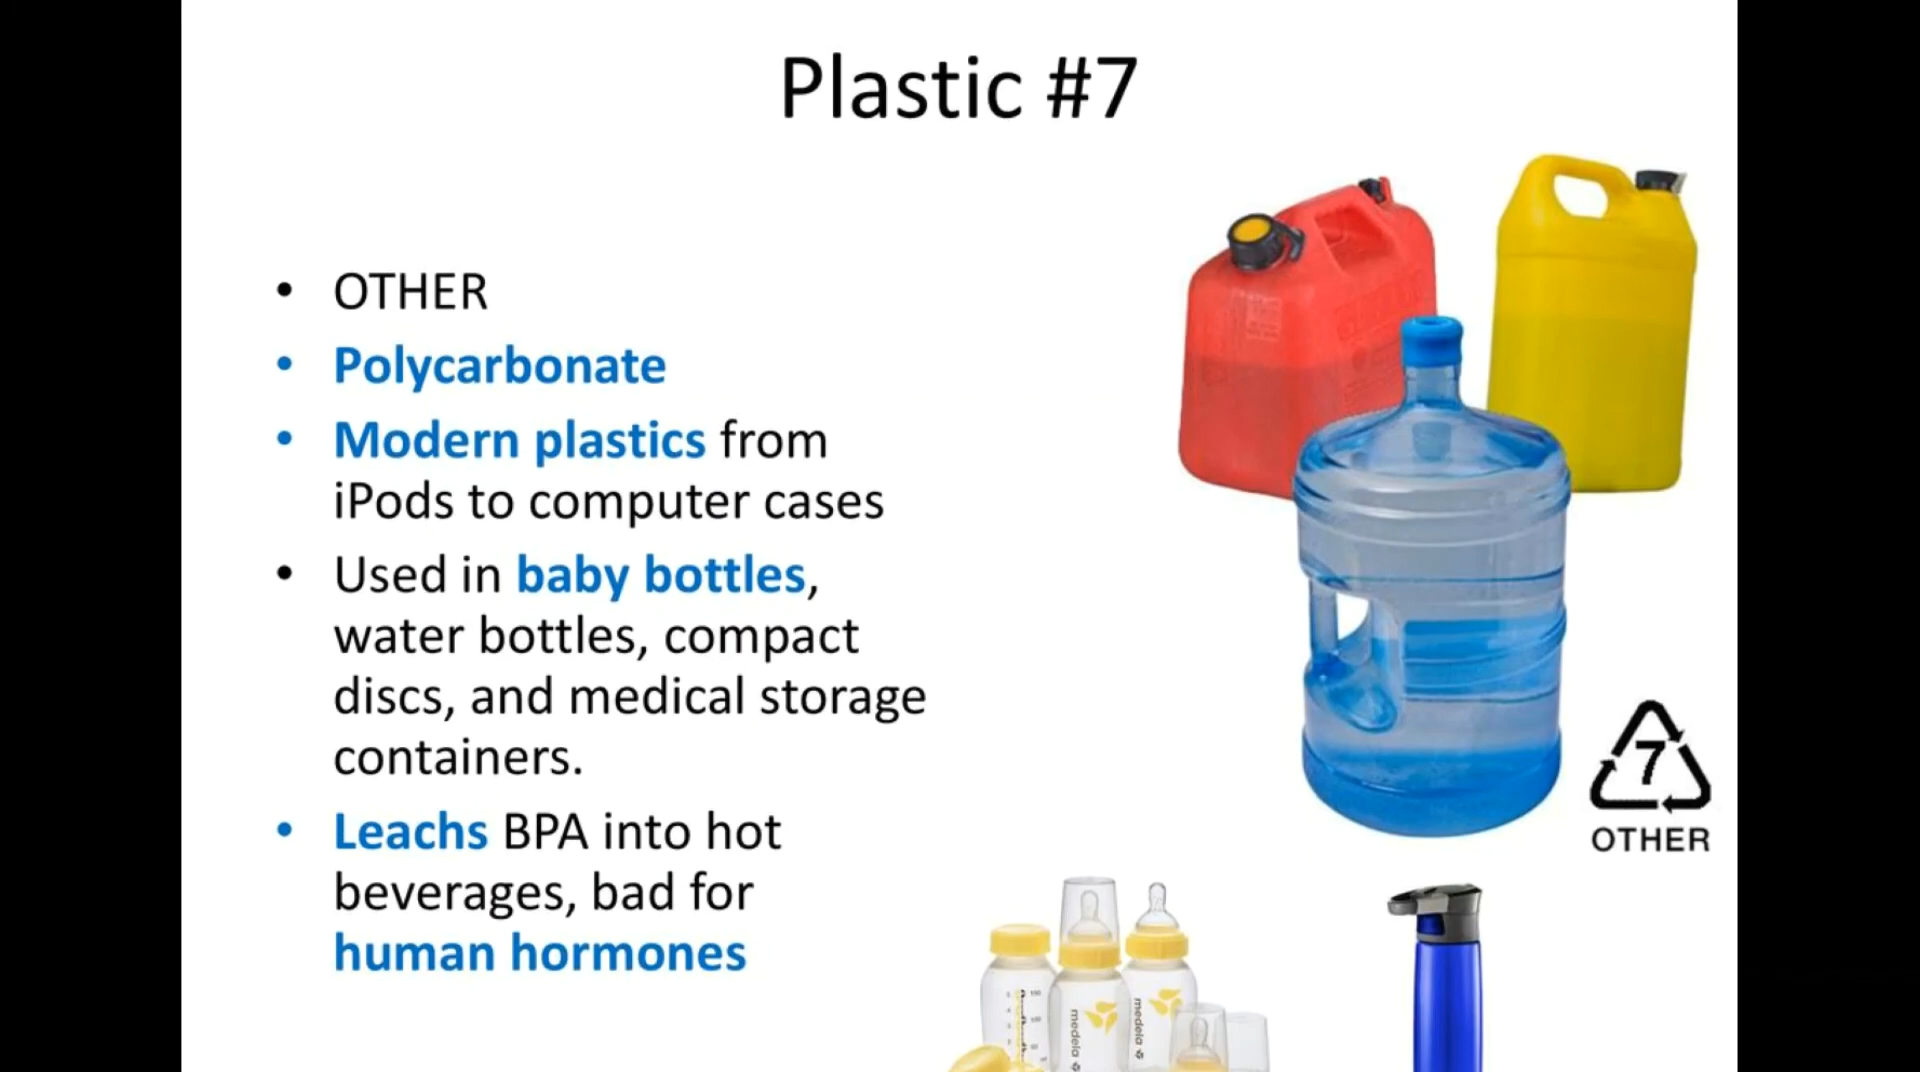 Plastic #7
• OTHER
• Polycarbonate
• Modern plastics from
iPods to computer cases
• Used in baby bottles,
water bottles, compact
discs, and medical storage
containers.
• Leachs BPA into hot
beverages, bad for
human hormones
7
OTHER
medela
medela